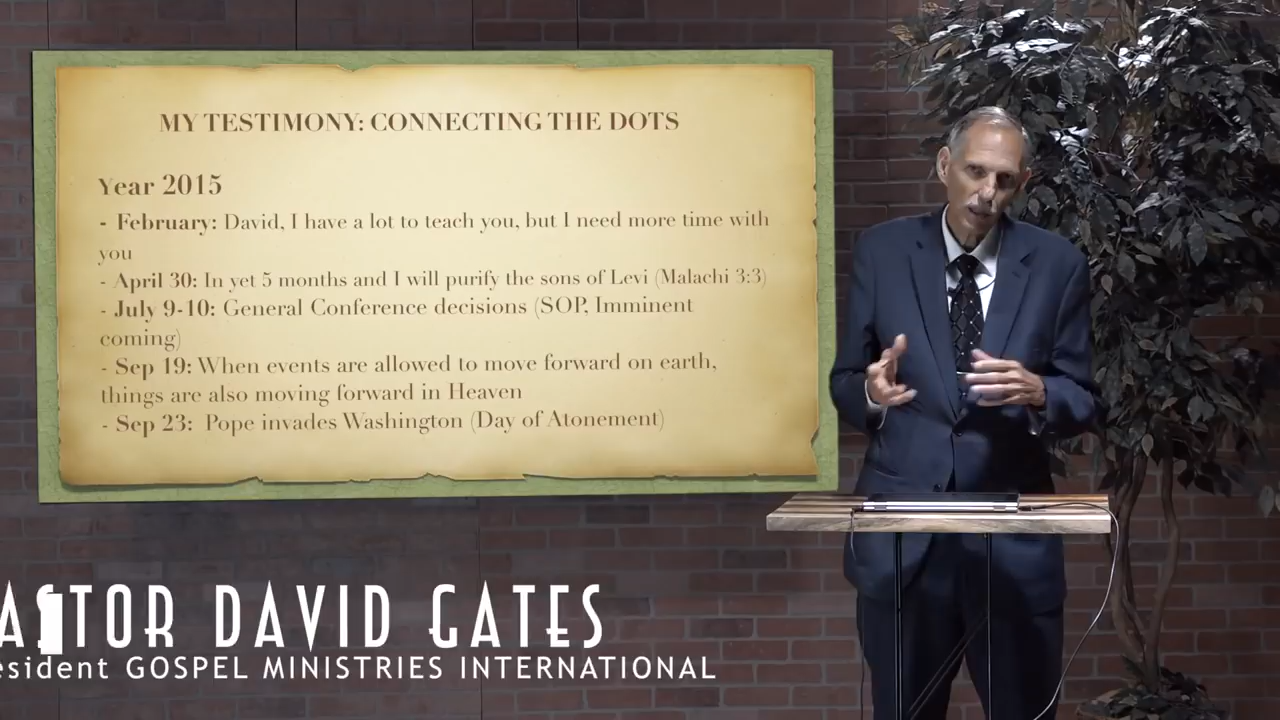 MY TESTIMONY: CONNECTING THE DOTS
Year 2015
- February: David, I have a lot to teach you, but I need more time with
you
- April 30: In yet 5 months and I will purify the sons of Levi (Malachi 3:3)
- July 9-10: General Conference decisions (SOP, Imminent
coming)
- Sep 19: When events are allowed to move forward on earth,
things are also moving forward in Heaven
- Sep 23: Pope invades Washington (Day of Atonement)
ASTOR DAVID GATES
esident GOSPEL MINISTRIES INTERNATIONAL